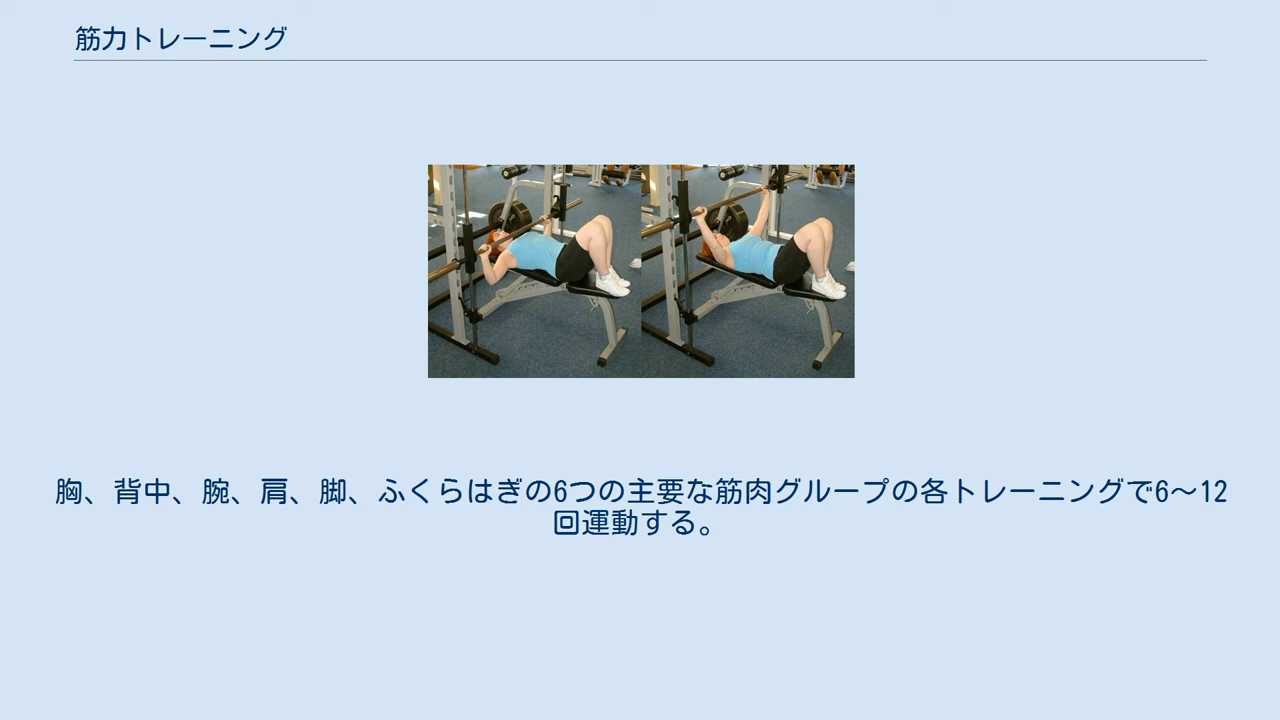 筋力トレーニング
胸、背中、腕、肩、脚、ふくらはぎの6つの主要な筋肉グループの各トレーニングで6～12
回運動する。